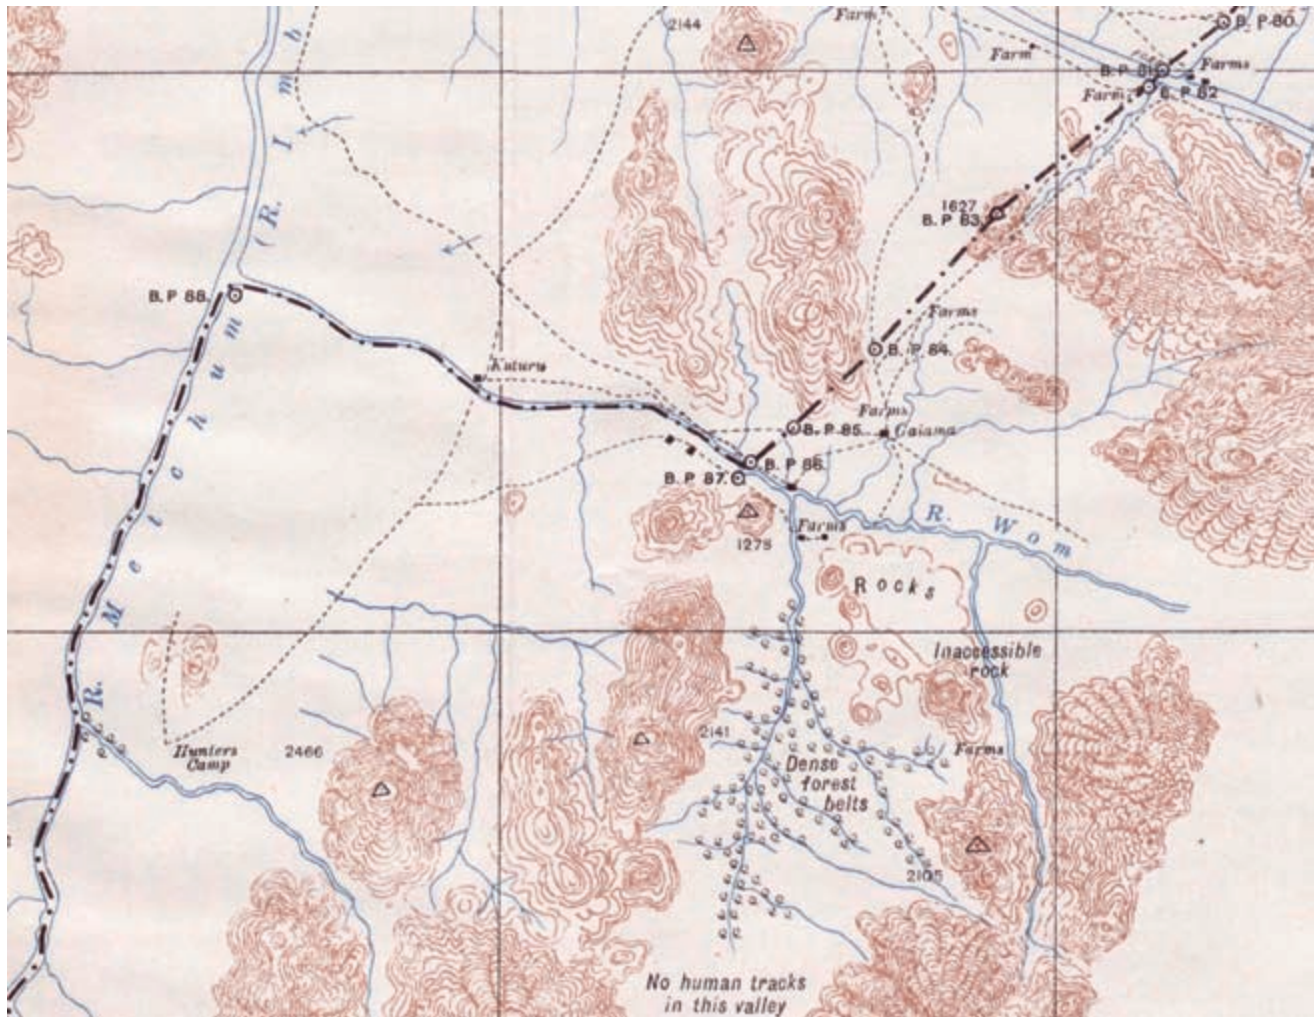 2144
Farm
B. P 80.
Farm
Farms
B. P 81
Farm
B. P 82
(R. Imb
1627
B. P 83.
B. P 88.
Farms
B. P 84.
Kuturu
Farms
B. P 85.
Gaiama
B. P 86.
B. P 87.
R. Wom
Farms
1278
Rocks
R. Metchum
Inaccessible
rock
Hunters
Camp
2466
2141
Farms
Dense
forest
belts
2105
No human tracks
in this valley